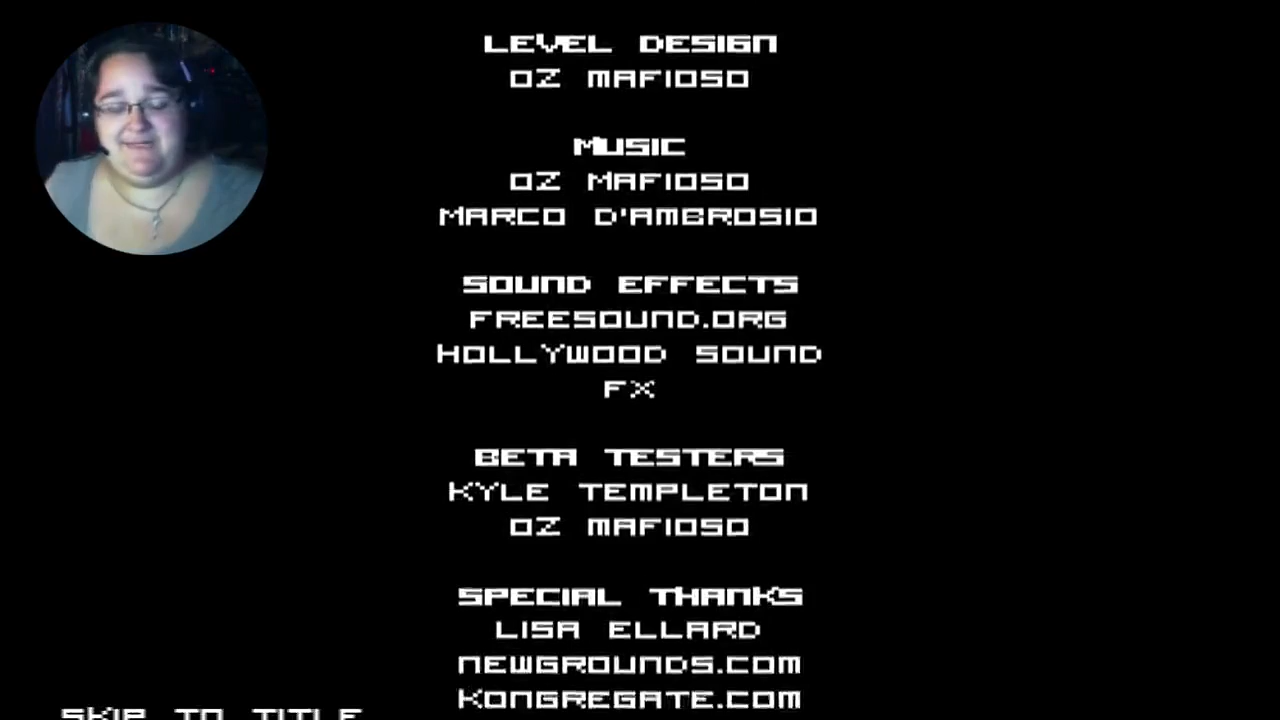 LEVEL DESIGN
OZ MAFIOSO
MUSIC
OZ MAFIOSO
MARCO D'AMBROSIO
SOUND EFFECTS
FREESOUND.ORG
HOLLYWOOD SOUND
FX
BETA TESTERS
KYLE TEMPLETON
OZ MAFIOSO
SPECIAL THANKS
LISA ELLARD
NEWGROUNDS.COM
KONGREGATE.COM
SKIP TO TITLE